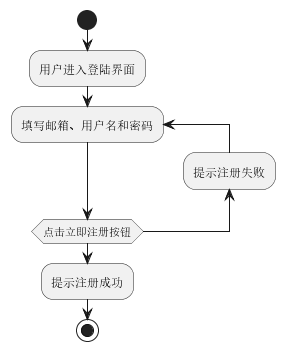 用户进入登陆界面
填写邮箱、用户名和密码
提示注册失败
点击立即注册按钮
提示注册成功